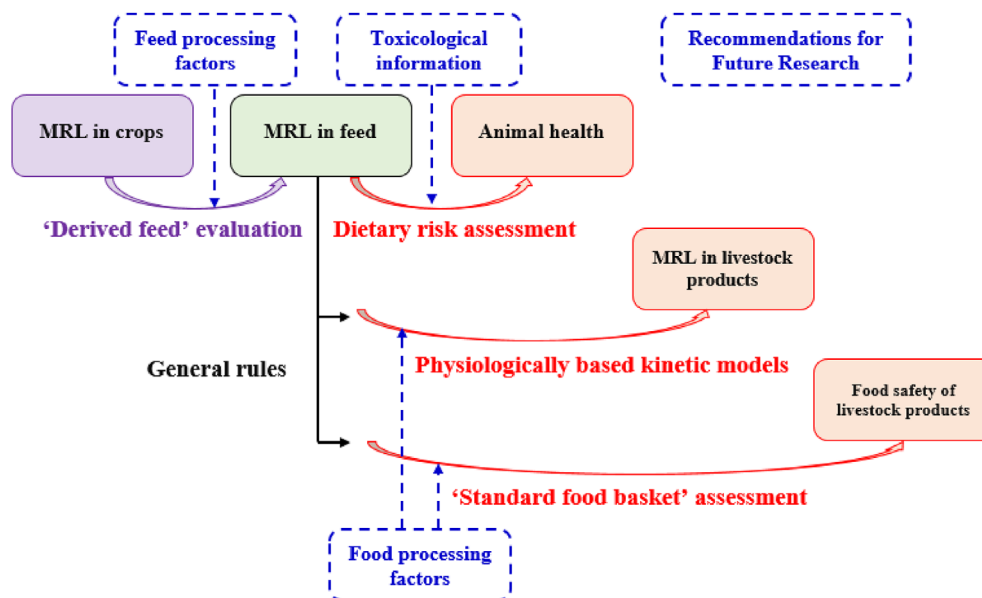 Feed processing
factors
Toxicological
information
Recommendations for
Future Research
MRL in crops
MRL in feed
Animal health
‘Derived feed’ evaluation
Dietary risk assessment
MRL in livestock
products
General rules
Physiologically based kinetic models
Food safety of
livestock products
‘Standard food basket’ assessment
Food processing
factors